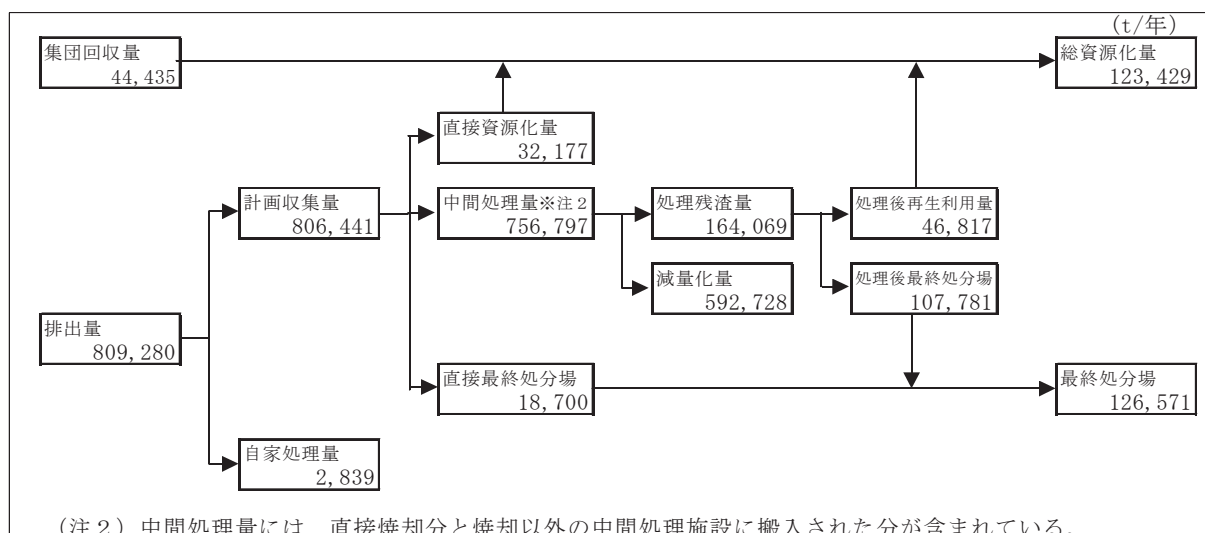 (t/年)
集団回収量
44,435
総資源化量
123,429
直接資源化量
32,177
計画収集量
806,441
中間処理量※注２
756,797
処理残渣量
164,069
処理後再生利用量
46,817
減量化量
592,728
処理後最終処分場
107,781
排出量
809,280
直接最終処分場
18,700
最終処分場
126,571
自家処理量
2,839
(注２) 中間処理量には、直接焼却分と焼却以外の中間処理施設に搬入された分が含まれている。